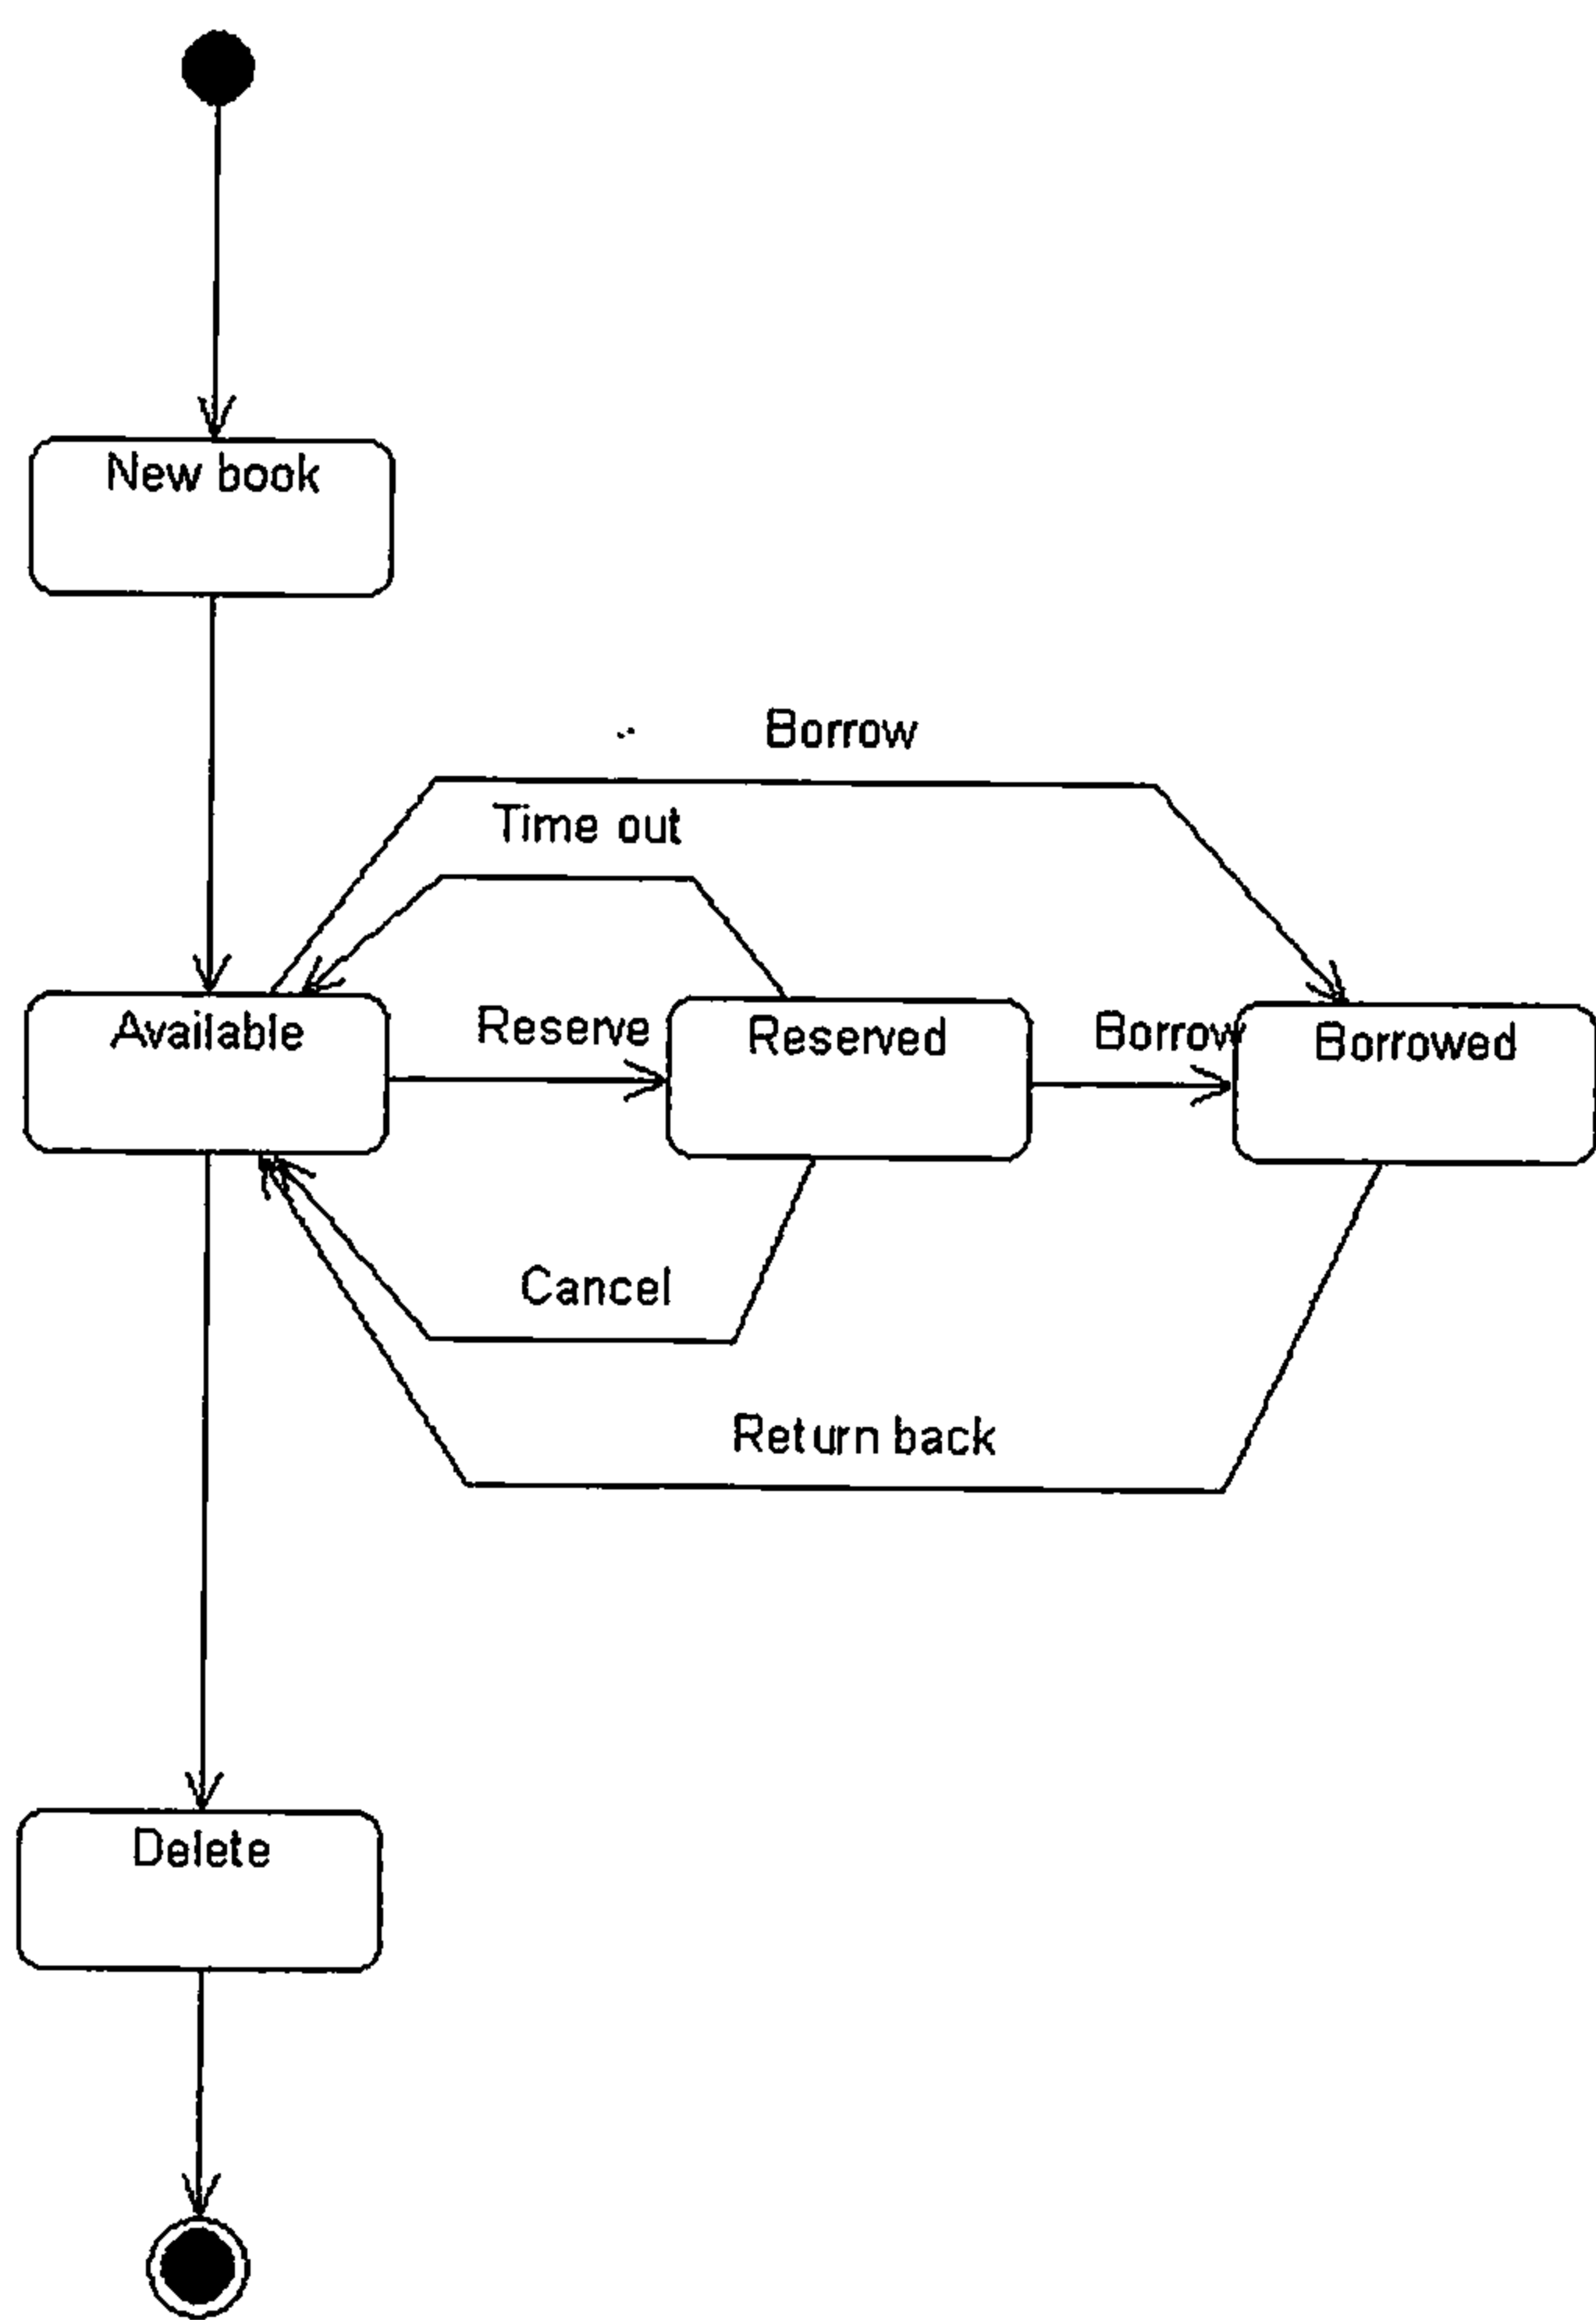 New book
Borrow
Time out
Available
Reserve
Reserved
Borrow
Borrowed
Cancel
Return back
Delete